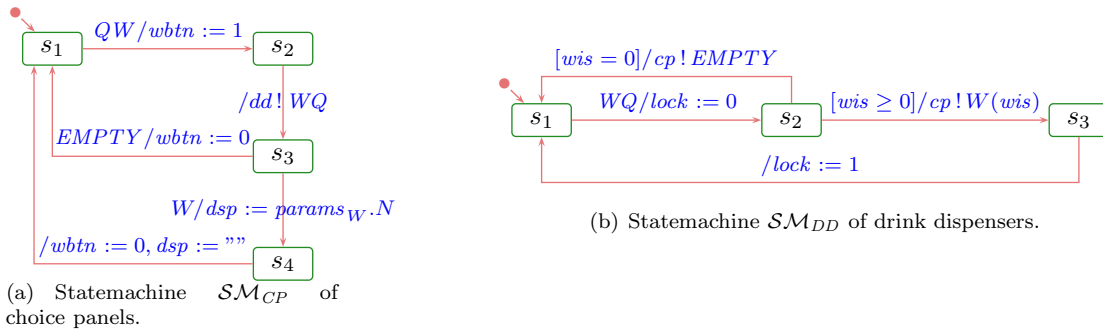 s₁
QW/wbtn := 1
s₂
/dd ! WQ
EMPTY/wbtn := 0
s₃
W/dsp := params_W.N
/wbtn := 0, dsp := ””
s₄
(a) Statemachine SM_CP of
choice panels.
[wis = 0]/cp ! EMPTY
s₁
WQ/lock := 0
s₂
[wis ≥ 0]/cp ! W(wis)
s₃
/lock := 1
(b) Statemachine SM_DD of drink dispensers.